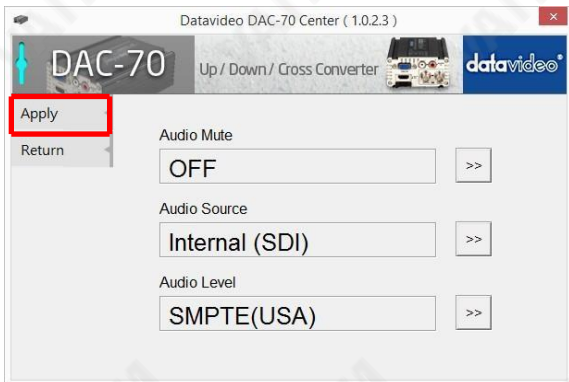 Datavideo DAC-70 Center ( 1.0.2.3 )
DAC-70
Up / Down / Cross Converter
datavideo®
Apply
Return
Audio Mute
OFF
>>
Audio Source
Internal (SDI)
>>
Audio Level
SMPTE(USA)
>>